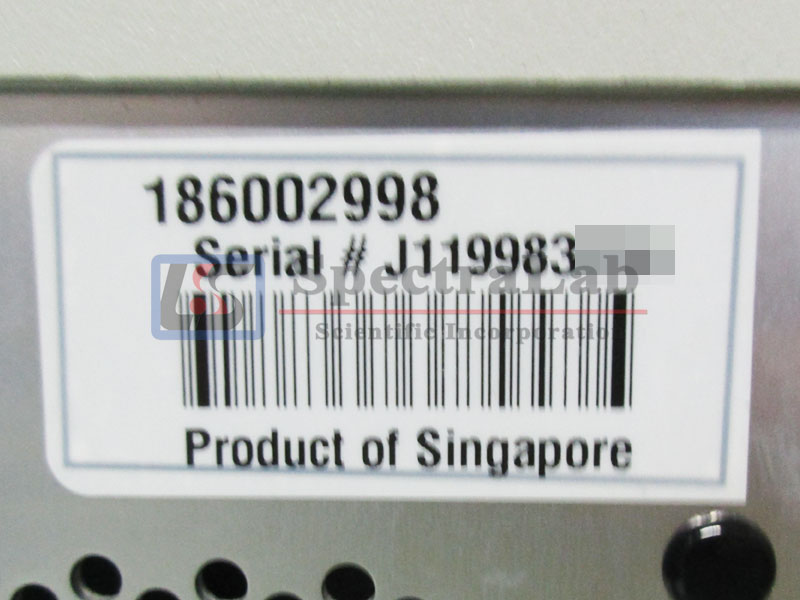 186002998
Serial # J119983
SpectraLab
Scientific Incorporation
Product of Singapore